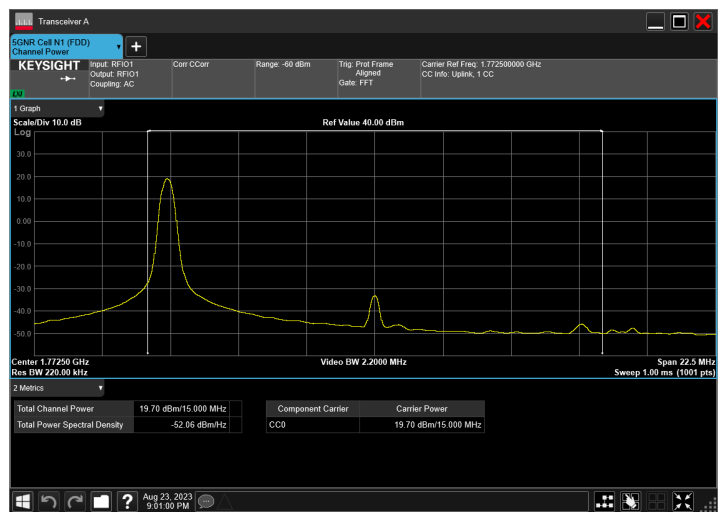 Transceiver A
5GNR Cell N1 (FDD)
Channel Power
KEYSIGHT
LXI
Input: RFIO1
Output: RFIO1
Coupling: AC
Corr CCorr
Range: -60 dBm
Trig: Prot Frame
Aligned
Gate: FFT
Carrier Ref Freq: 1.772500000 GHz
CC Info: Uplink, 1 CC
1 Graph
Scale/Div 10.0 dB
Ref Value 40.00 dBm
Log
30.0
20.0
10.0
0.00
-10.0
-20.0
-30.0
-40.0
-50.0
Center 1.77250 GHz
Video BW 2.2000 MHz
Span 22.5 MHz
Res BW 220.00 kHz
Sweep 1.00 ms (1001 pts)
2 Metrics
Total Channel Power 19.70 dBm/15.000 MHz
Total Power Spectral Density -52.06 dBm/Hz
Component Carrier Carrier Power
CC0 19.70 dBm/15.000 MHz
?
Aug 23, 2023
9:01:00 PM